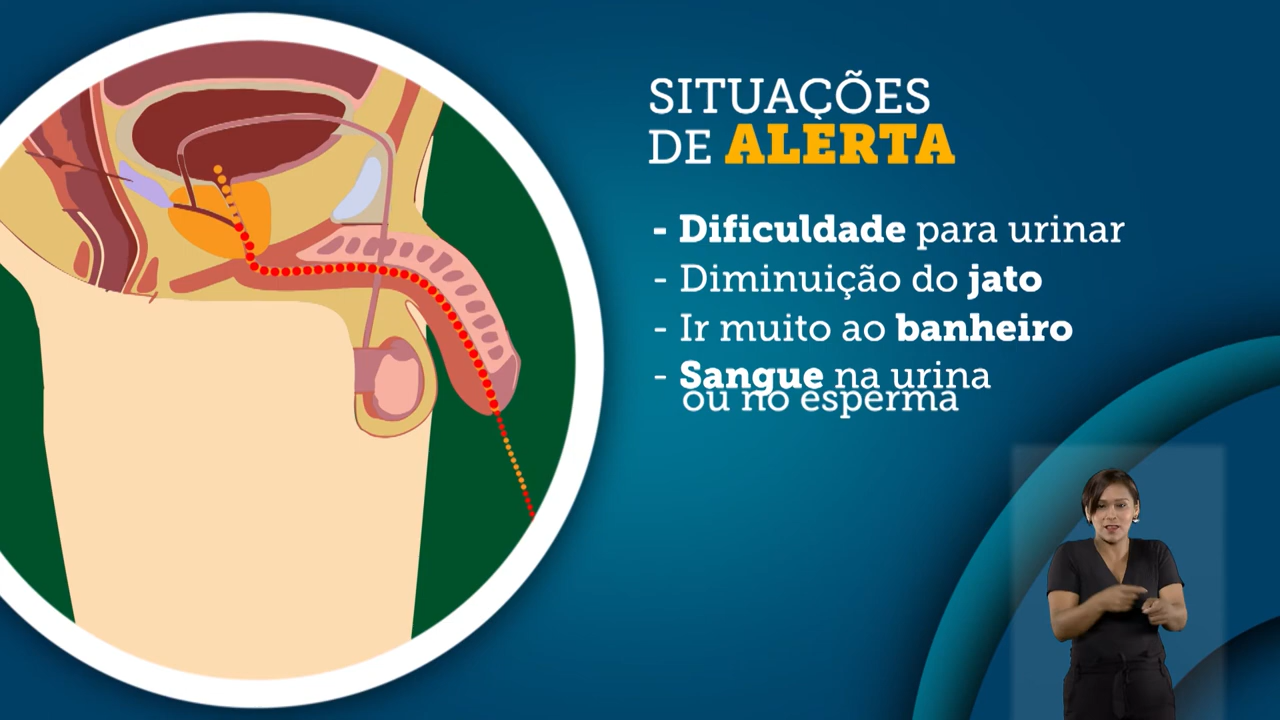 SITUAÇÕES
DE ALERTA
- Dificuldade para urinar
- Diminuição do jato
- Ir muito ao banheiro
- Sangue na urina
ou no esperma